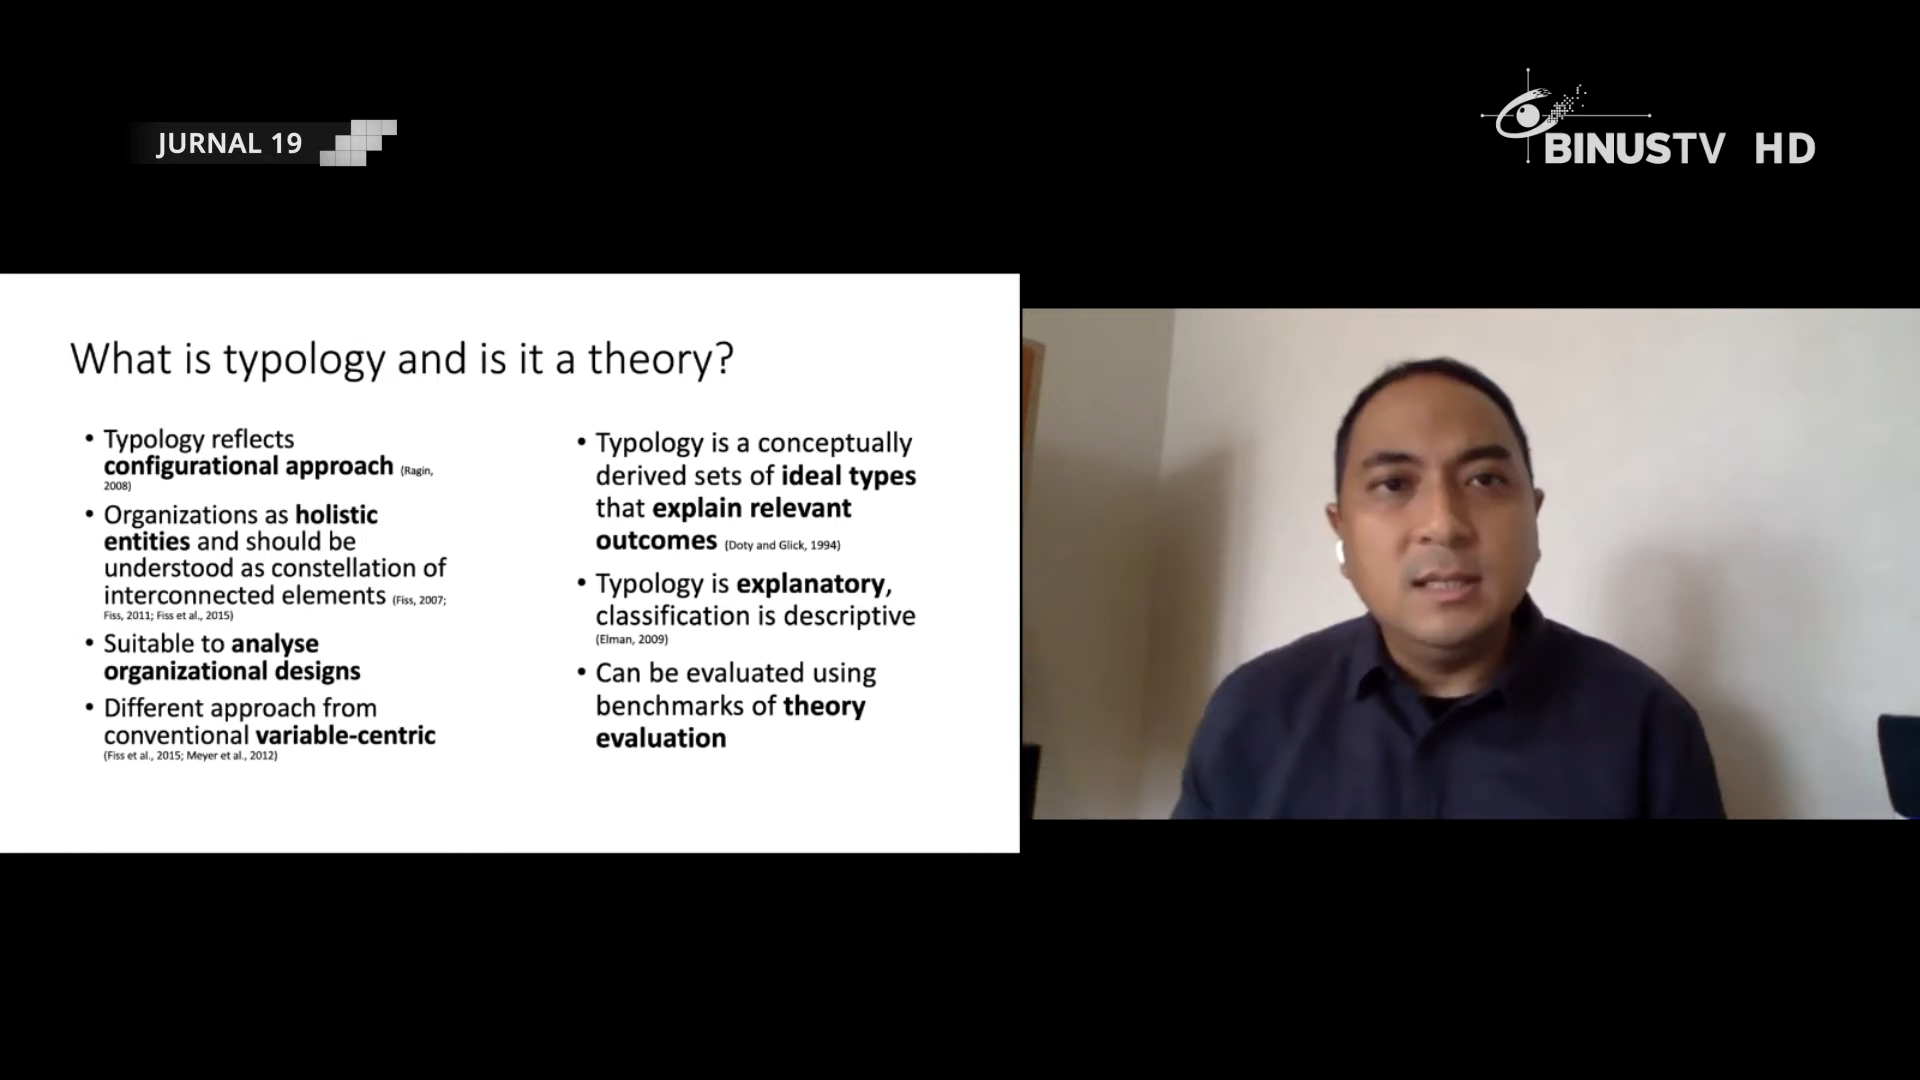 JURNAL 19
BINUSTV HD
What is typology and is it a theory?
• Typology reflects
configurational approach (Ragin,
2008)
• Organizations as holistic
entities and should be
understood as constellation of
interconnected elements (Fiss, 2007;
Fiss, 2011; Fiss et al., 2015)
• Suitable to analyse
organizational designs
• Different approach from
conventional variable-centric
(Fiss et al., 2015; Meyer et al., 2012)
• Typology is a conceptually
derived sets of ideal types
that explain relevant
outcomes (Doty and Glick, 1994)
• Typology is explanatory,
classification is descriptive
(Elman, 2009)
• Can be evaluated using
benchmarks of theory
evaluation